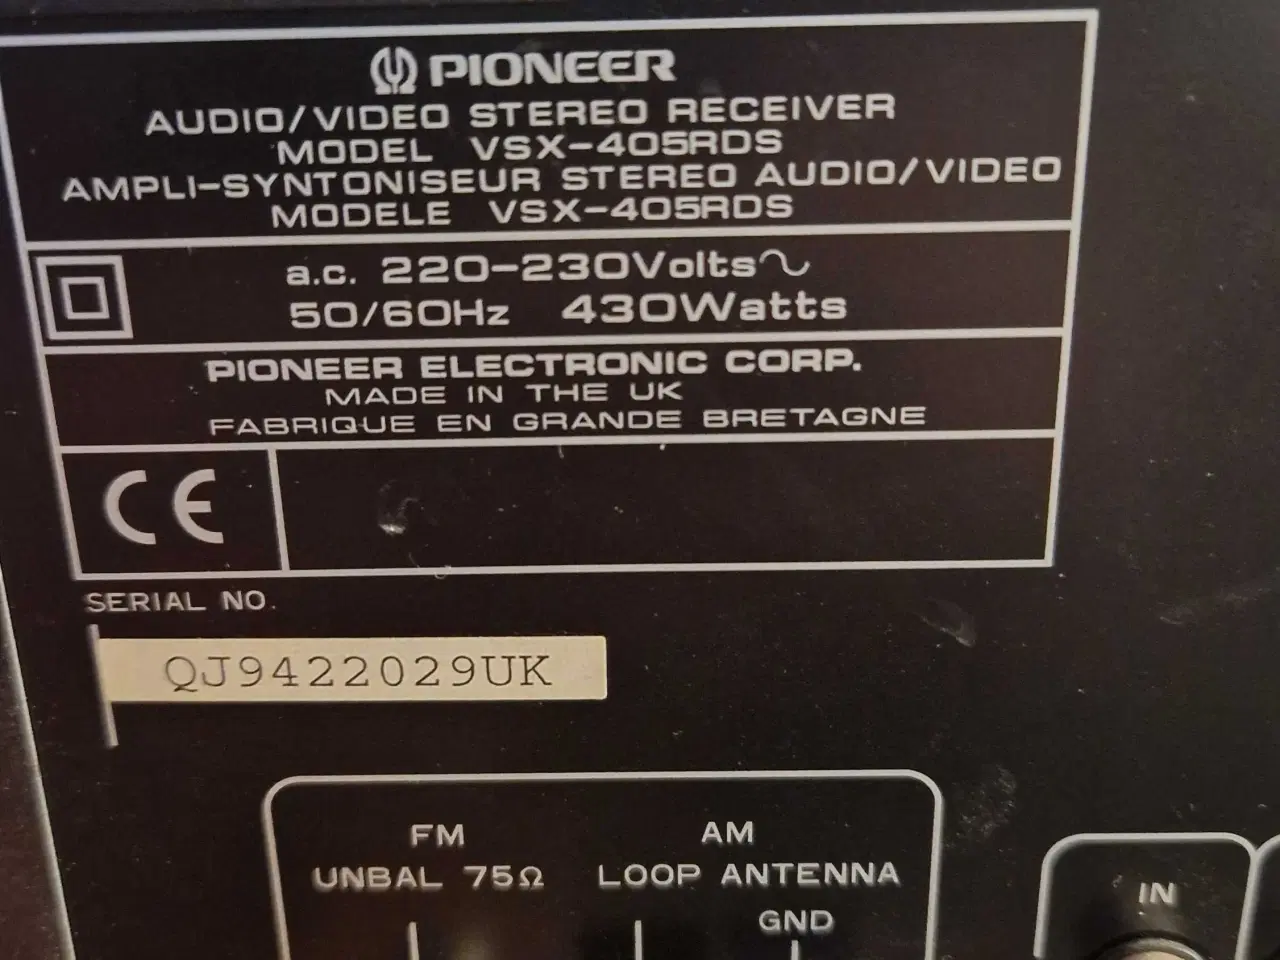 PIONEER
AUDIO/VIDEO STEREO RECEIVER
MODEL VSX-405RDS
AMPLI-SYNTONISEUR STEREO AUDIO/VIDEO
MODELE VSX-405RDS
a.c. 220-230Volts~
50/60Hz 430Watts
PIONEER ELECTRONIC CORP.
MADE IN THE UK
FABRIQUE EN GRANDE BRETAGNE
CE
SERIAL NO.
QJ9422029UK
FM
UNBAL 75Ω
AM
LOOP ANTENNA
GND
IN